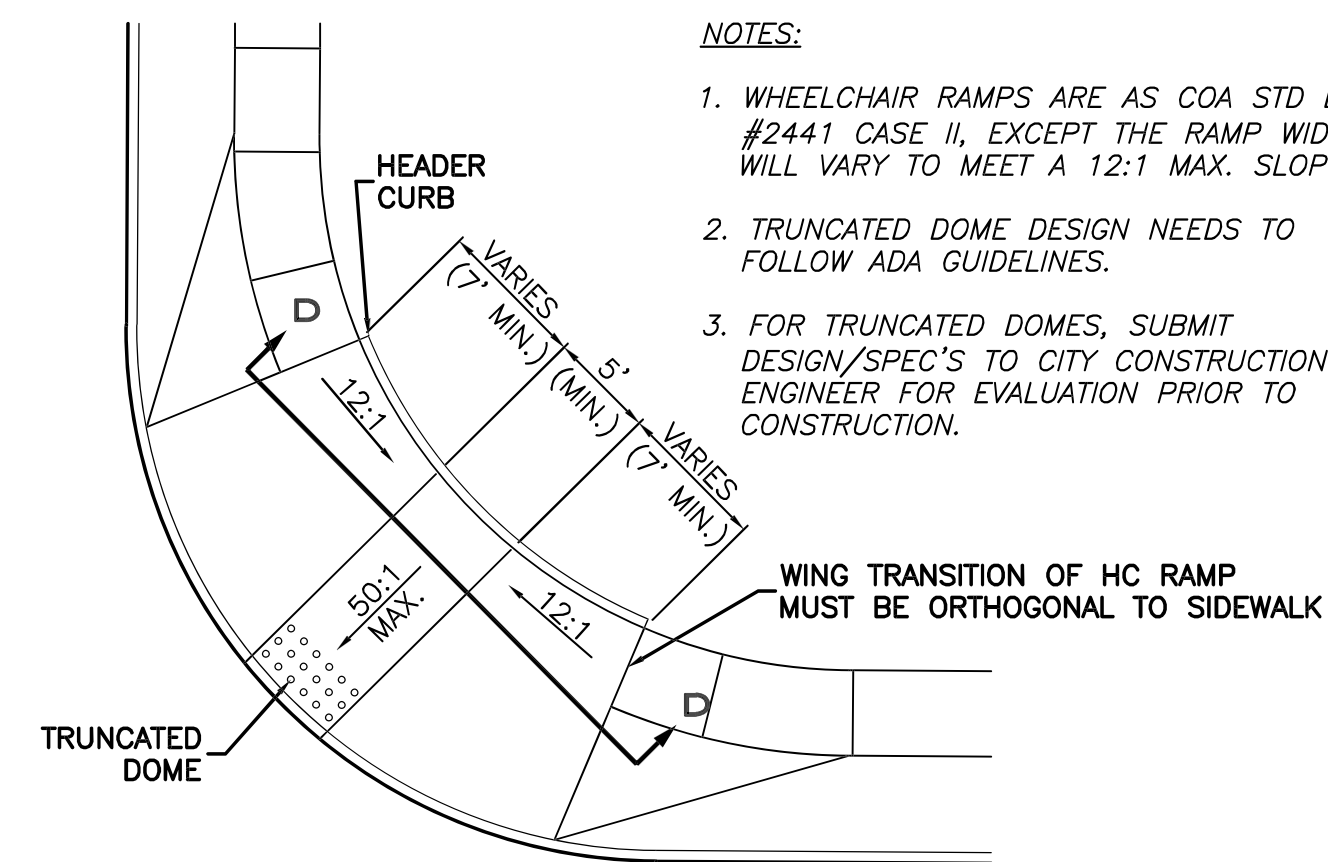 NOTES:
1. WHEELCHAIR RAMPS ARE AS COA STD
#2441 CASE II, EXCEPT THE RAMP
WILL VARY TO MEET A 12:1 MAX.
2. TRUNCATED DOME DESIGN NEEDS TO
FOLLOW ADA GUIDELINES.
3. FOR TRUNCATED DOMES, SUBMIT
DESIGN/SPEC'S TO CITY CONSTRUCTION
ENGINEER FOR EVALUATION PRIOR TO
CONSTRUCTION.
HEADER
CURB
VARIES
(7' MIN.)
5'
(MIN.)
VARIES
(7' MIN.)
D
12:1
50:1
MAX.
12:1
WING TRANSITION OF HC RAMP
MUST BE ORTHOGONAL TO SIDEWALK
D
TRUNCATED
DOME